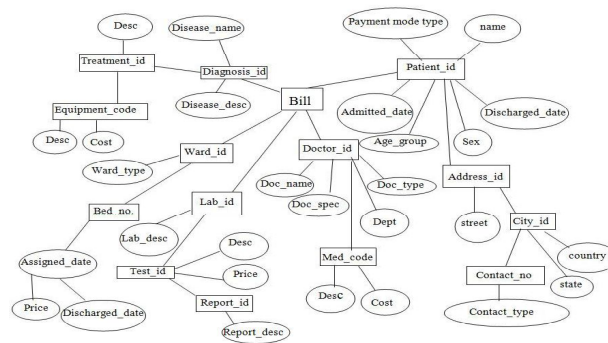 Desc
Disease_name
Payment mode type
name
Treatment_id
Diagnosis_id
Patient_id
Equipment_code
Disease_desc
Bill
Admitted_date
Discharged_date
Desc
Cost
Ward_id
Doctor_id
Age_group
Sex
Ward_type
Doc_name
Doc_type
Address_id
Bed no.
Lab_id
Doc_spec
Dept
Lab_desc
street
City_id
Assigned_date
Desc
Test_id
Price
Med_code
country
Contact_no
state
Price
Discharged_date
Report_id
Desc
Cost
Report_desc
Contact_type